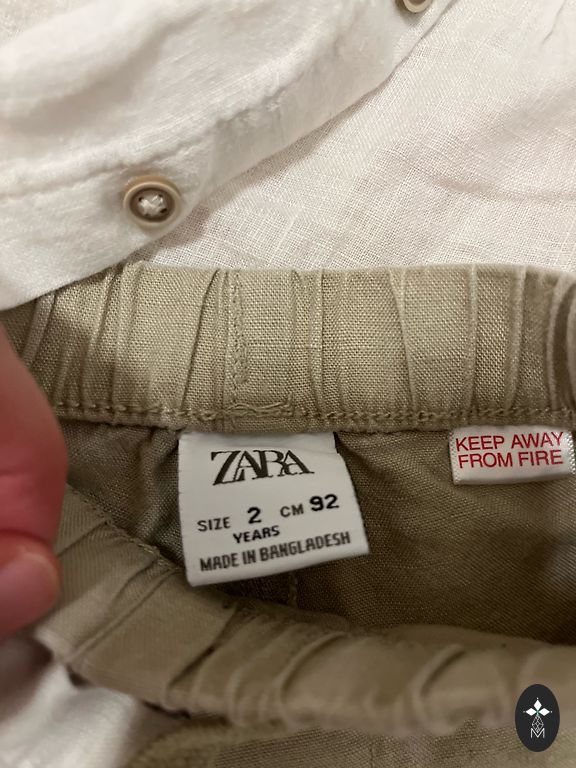 ZARA
SIZE 2 CM 92
YEARS
MADE IN BANGLADESH
KEEP AWAY
FROM FIRE
M